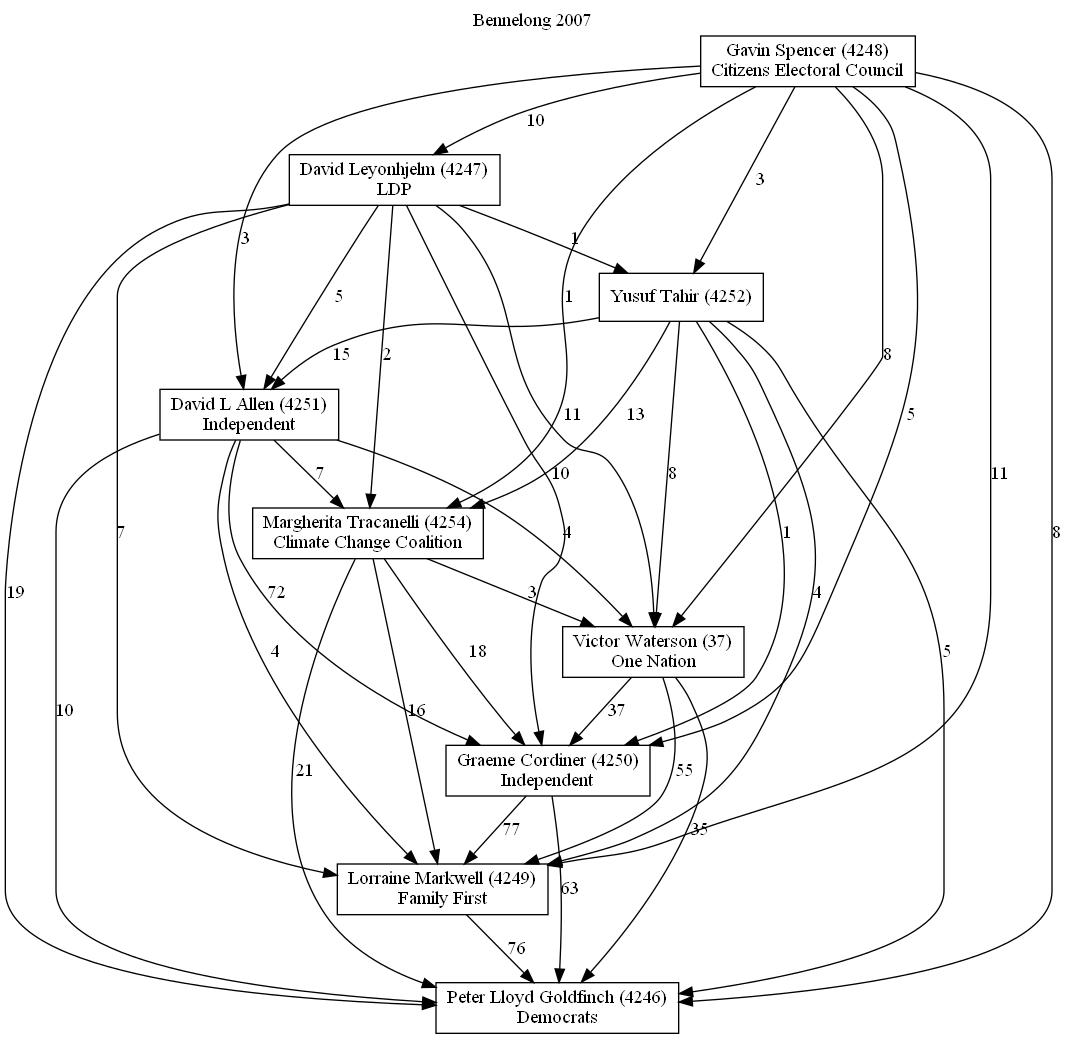 Bennelong 2007
Gavin Spencer (4248)
Citizens Electoral Council
10
David Leyonhjelm (4247)
LDP
3
3
1
Yusuf Tahir (4252)
5
1
15
2
8
David L Allen (4251)
Independent
11
13
5
7
10
8
11
Margherita Tracanelli (4254)
Climate Change Coalition
7
4
1
8
19
72
3
4
Victor Waterson (37)
One Nation
4
18
5
10
16
37
Graeme Cordiner (4250)
Independent
21
55
77
35
Lorraine Markwell (4249)
Family First
63
76
Peter Lloyd Goldfinch (4246)
Democrats